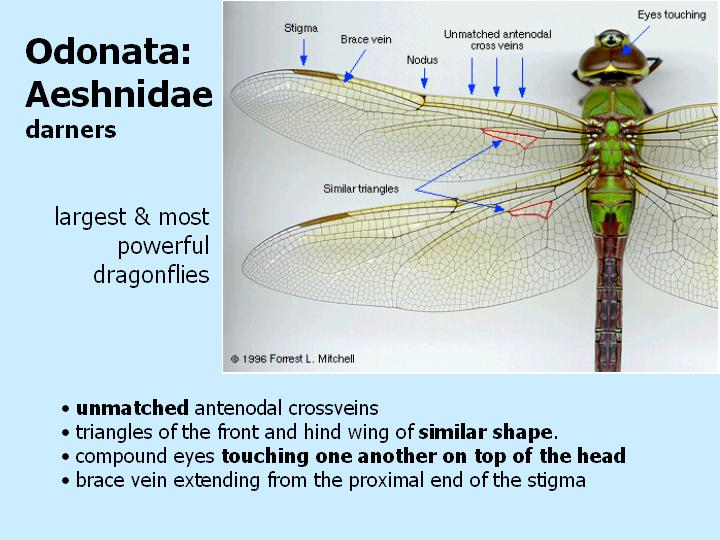 Odonata:
Aeshnidae
darners
largest & most
powerful
dragonflies
Stigma
Brace vein
Nodus
Unmatched antenodal
cross veins
Eyes touching
Similar triangles
© 1996 Forrest L. Mitchell
• unmatched antenodal crossveins
• triangles of the front and hind wing of similar shape.
• compound eyes touching one another on top of the head
• brace vein extending from the proximal end of the stigma